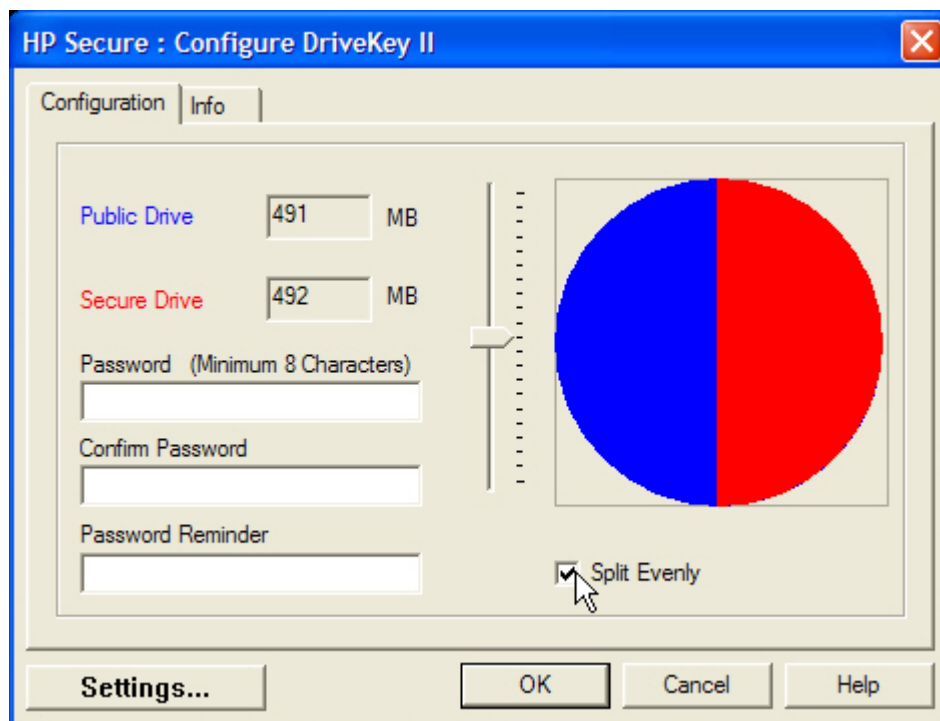 HP Secure : Configure DriveKey II
Configuration
Info
Public Drive 491 MB
Secure Drive 492 MB
Password (Minimum 8 Characters)
Confirm Password
Password Reminder
Split Evenly
Settings...
OK
Cancel
Help